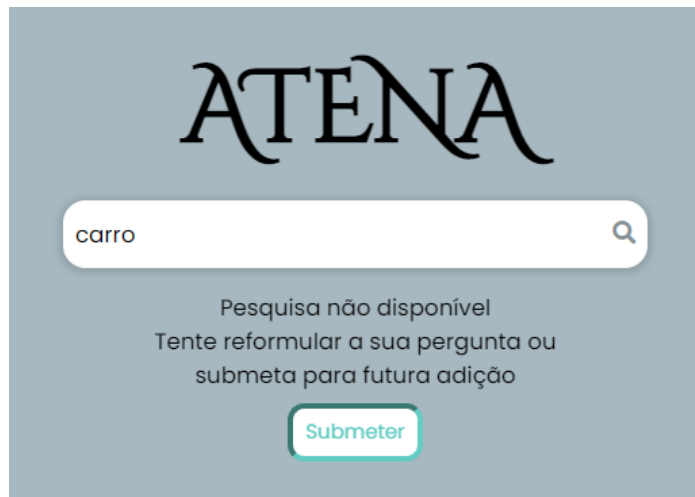 ATENA
carro
Pesquisa não disponível
Tente reformular a sua pergunta ou
submeta para futura adição
Submeter